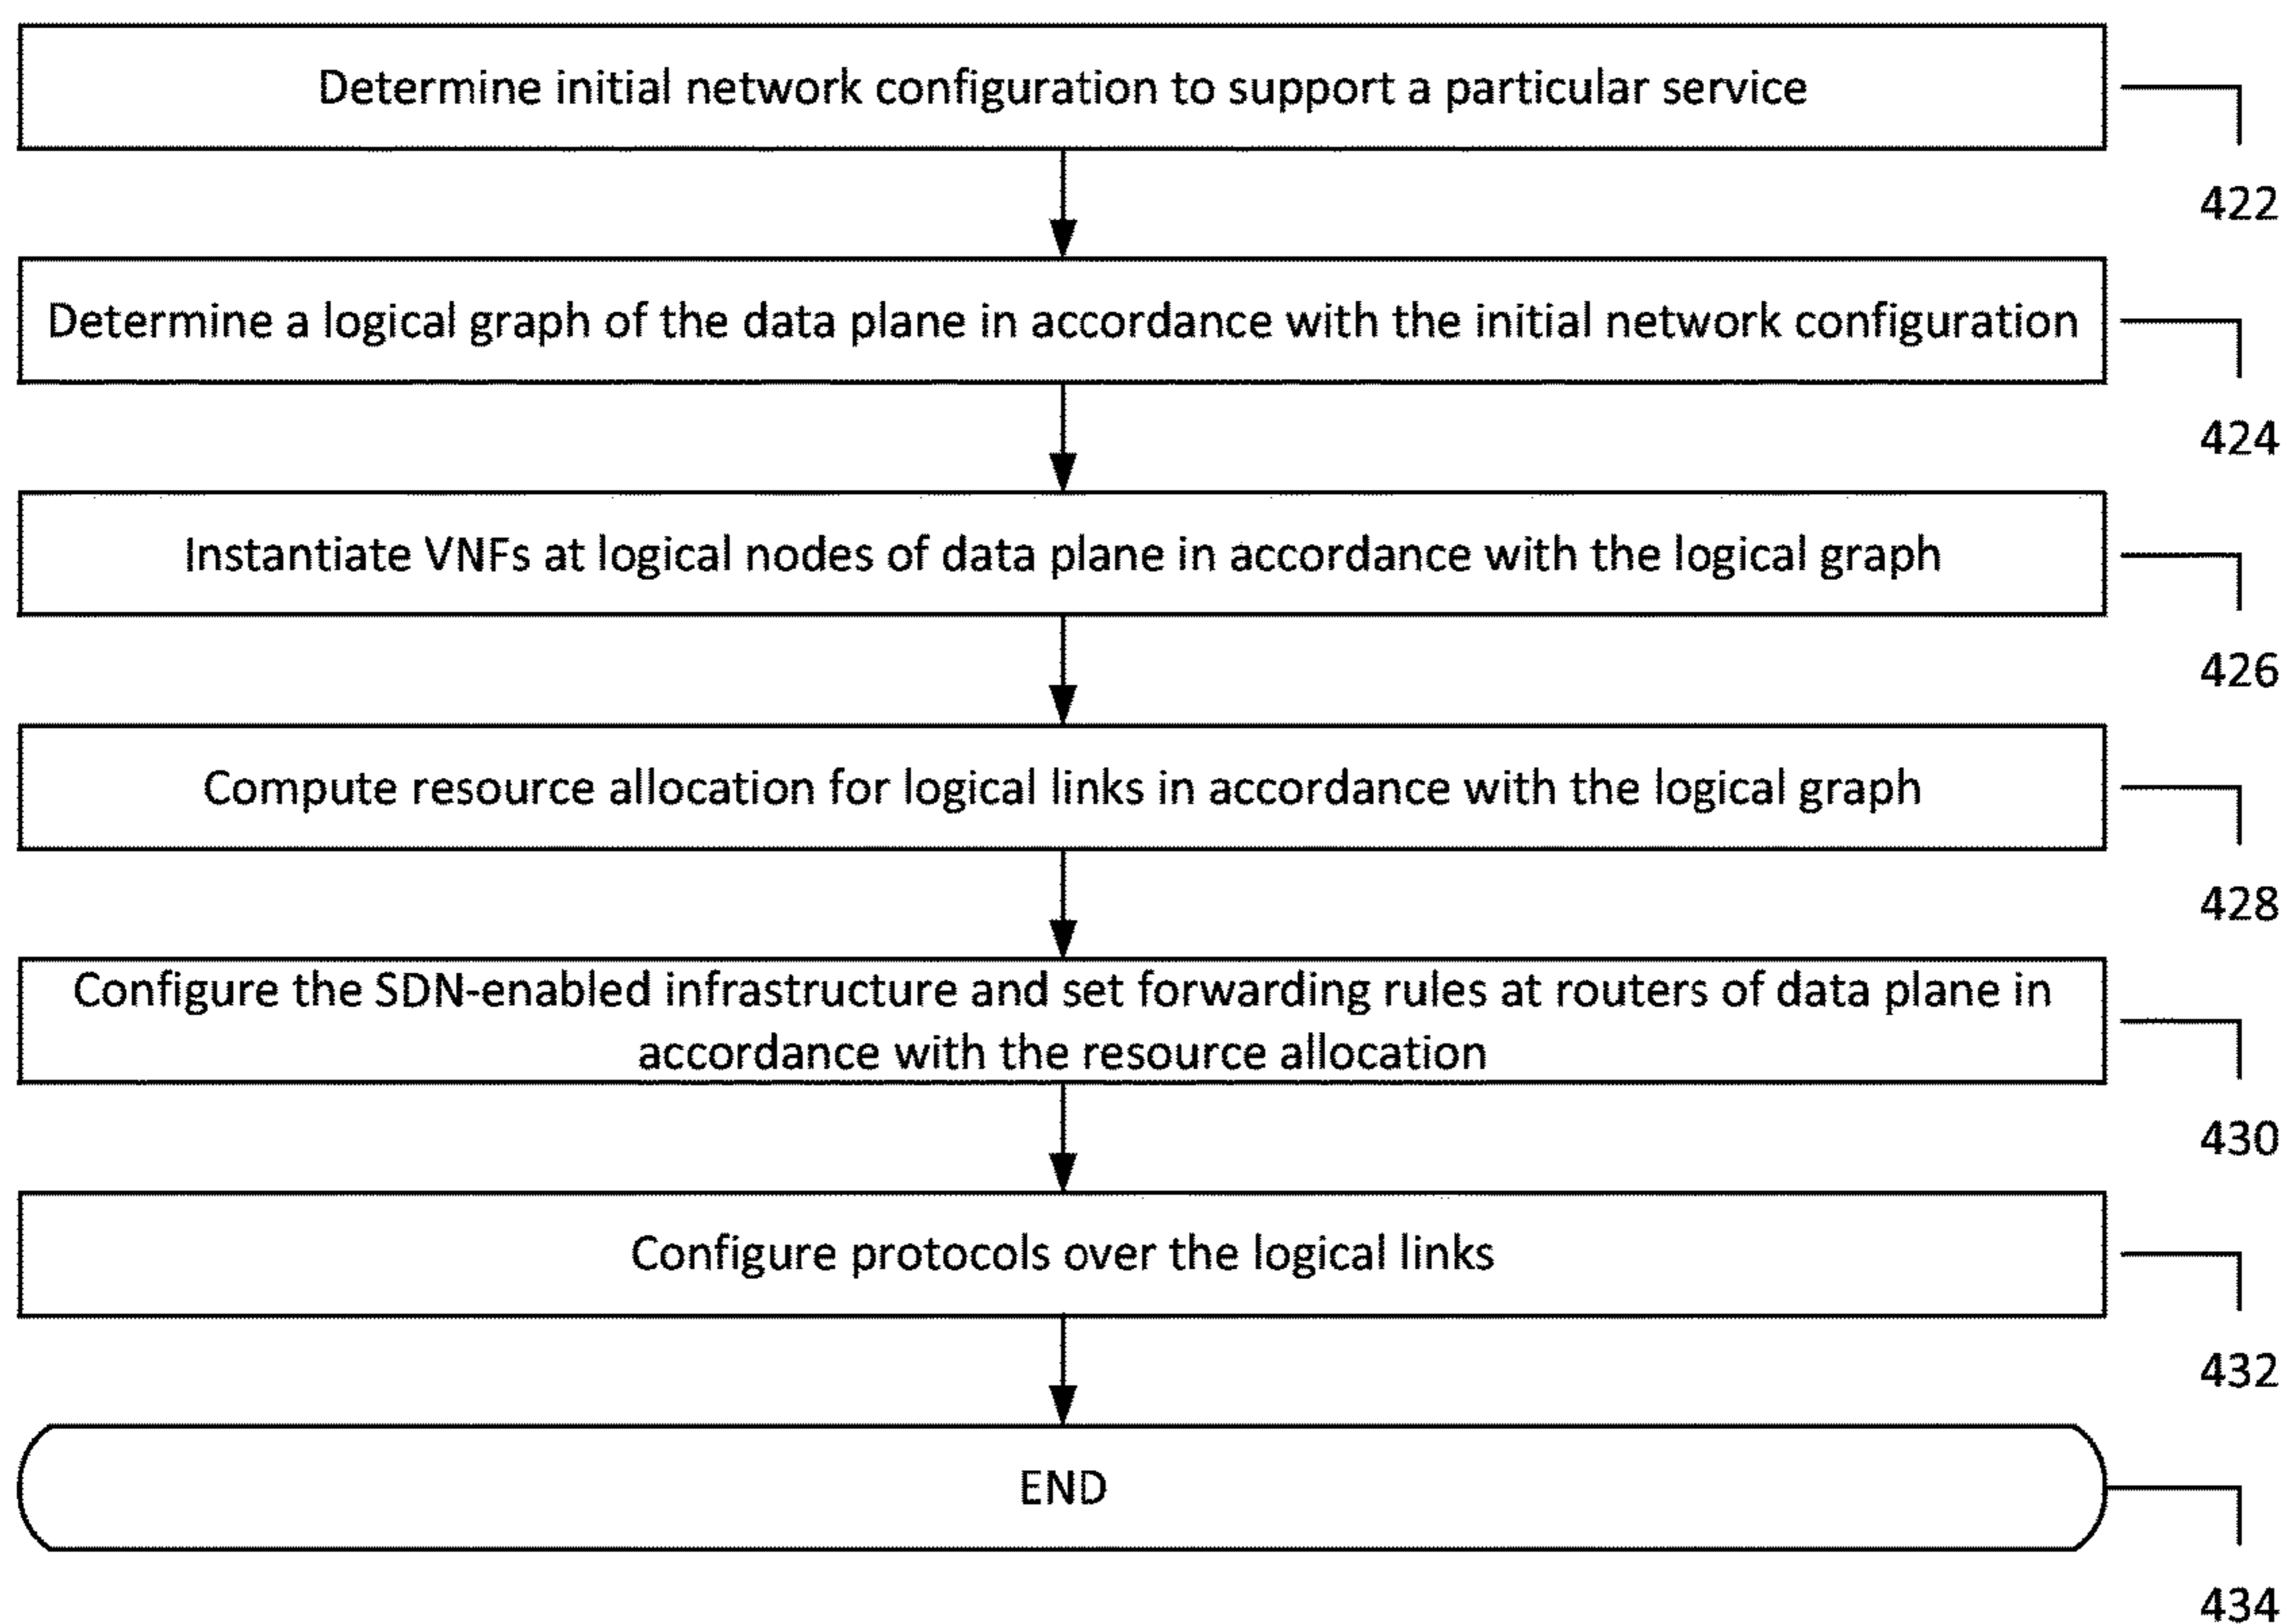 Determine initial network configuration to support a particular service
422
Determine a logical graph of the data plane in accordance with the initial network configuration
424
Instantiate VNFs at logical nodes of data plane in accordance with the logical graph
426
Compute resource allocation for logical links in accordance with the logical graph
428
Configure the SDN-enabled infrastructure and set forwarding rules at routers of data plane in
accordance with the resource allocation
430
Configure protocols over the logical links
432
END
434